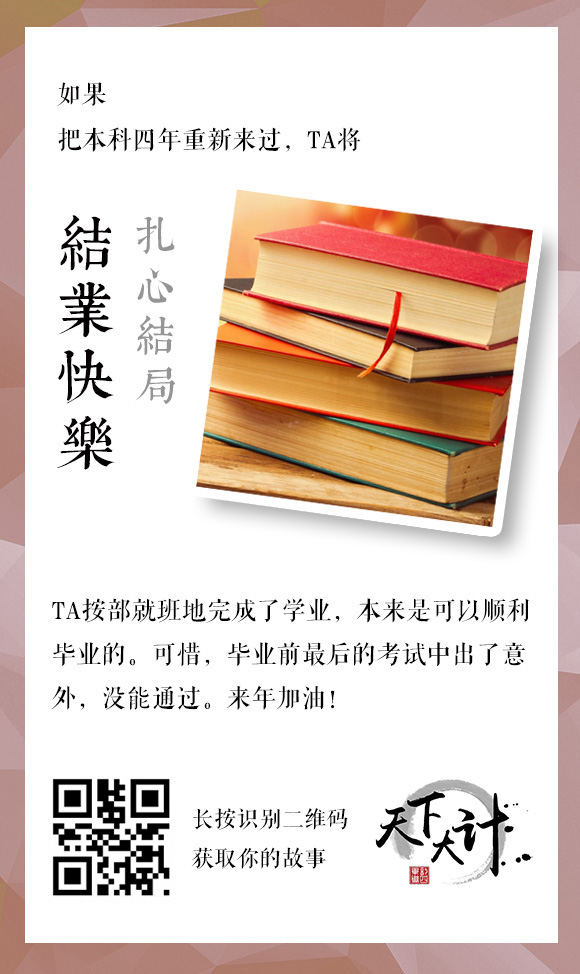 如果
把本科四年重新来过，TA将
扎心結局
結業快樂
TA按部就班地完成了学业，本来是可以顺利
毕业的。可惜，毕业前最后的考试中出了意
外，没能通过。来年加油！
长按识别二维码
获取你的故事
天下大计